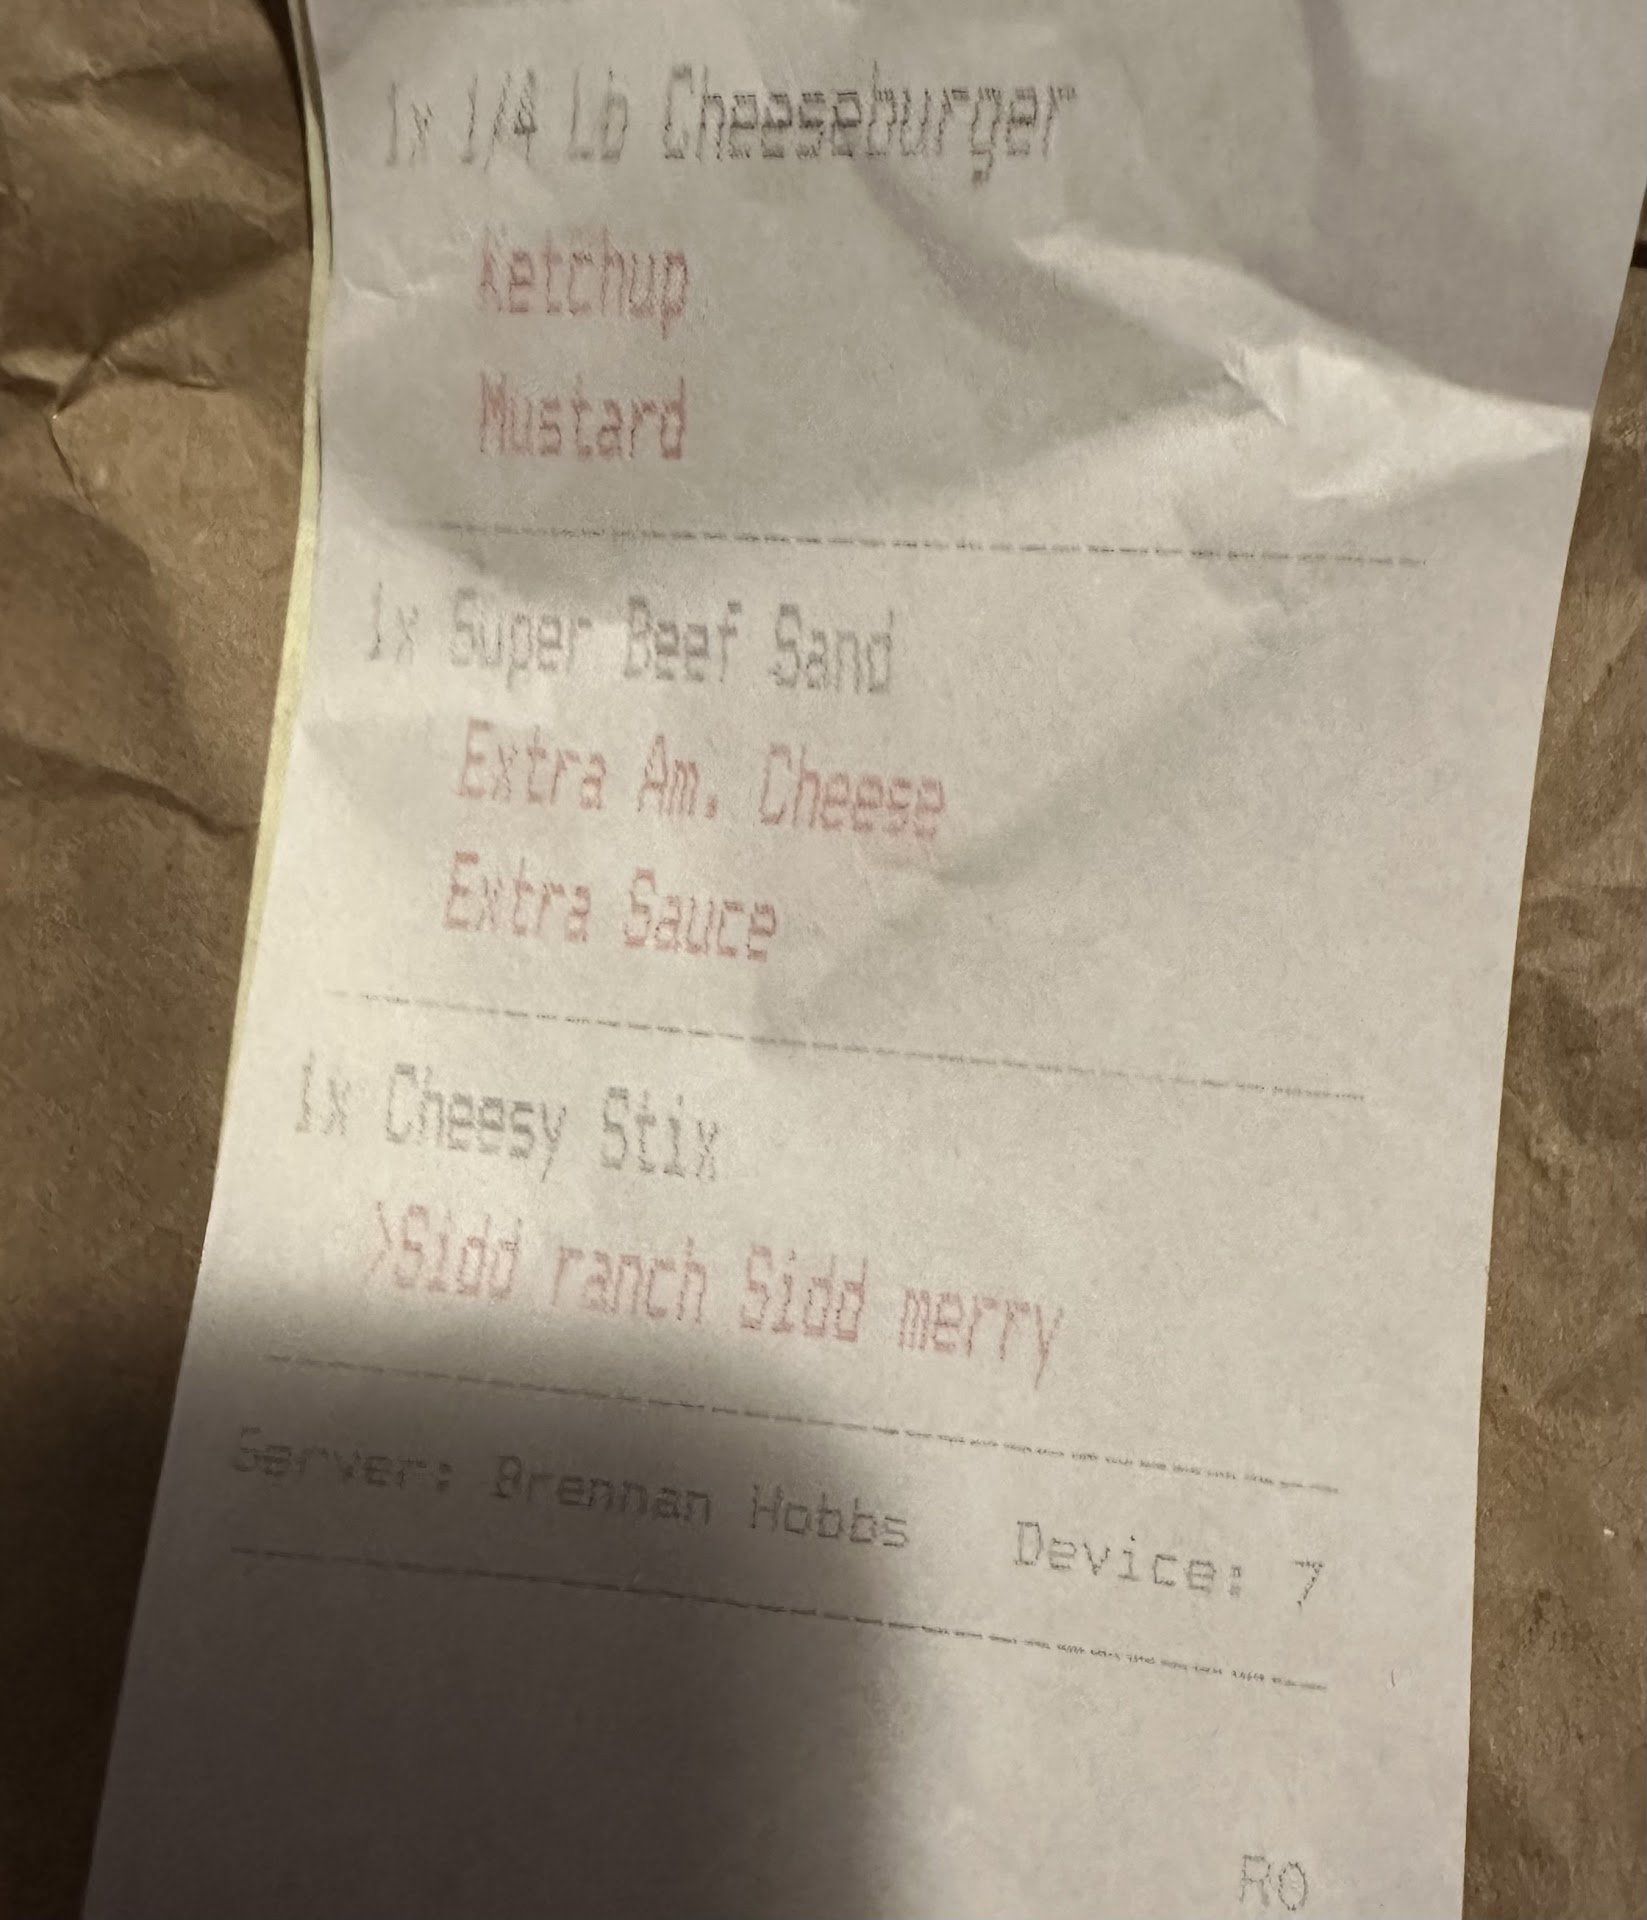 1x 1/4 Lb Cheeseburger
Ketchup
Mustard
1x Super Beef Sand
Extra Am. Cheese
Extra Sauce
1x Cheesy Stix
>Sidd ranch Sidd merry
Server: Brennan Hobbs Device: 7
RO